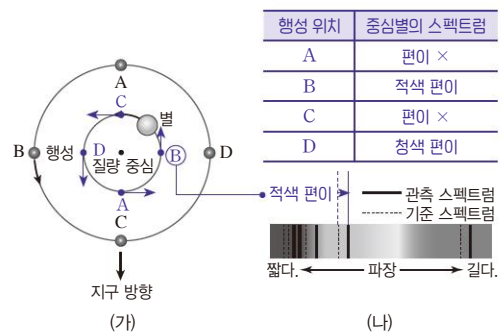 행성 위치 중심별의 스펙트럼
A 편이 ×
B 적색 편이
C 편이 ×
D 청색 편이
A
C
별
B 행성 D 질량 중심 B D
A
C
지구 방향
(가)
적색 편이
관측 스펙트럼
기준 스펙트럼
짧다. 파장 길다.
(나)